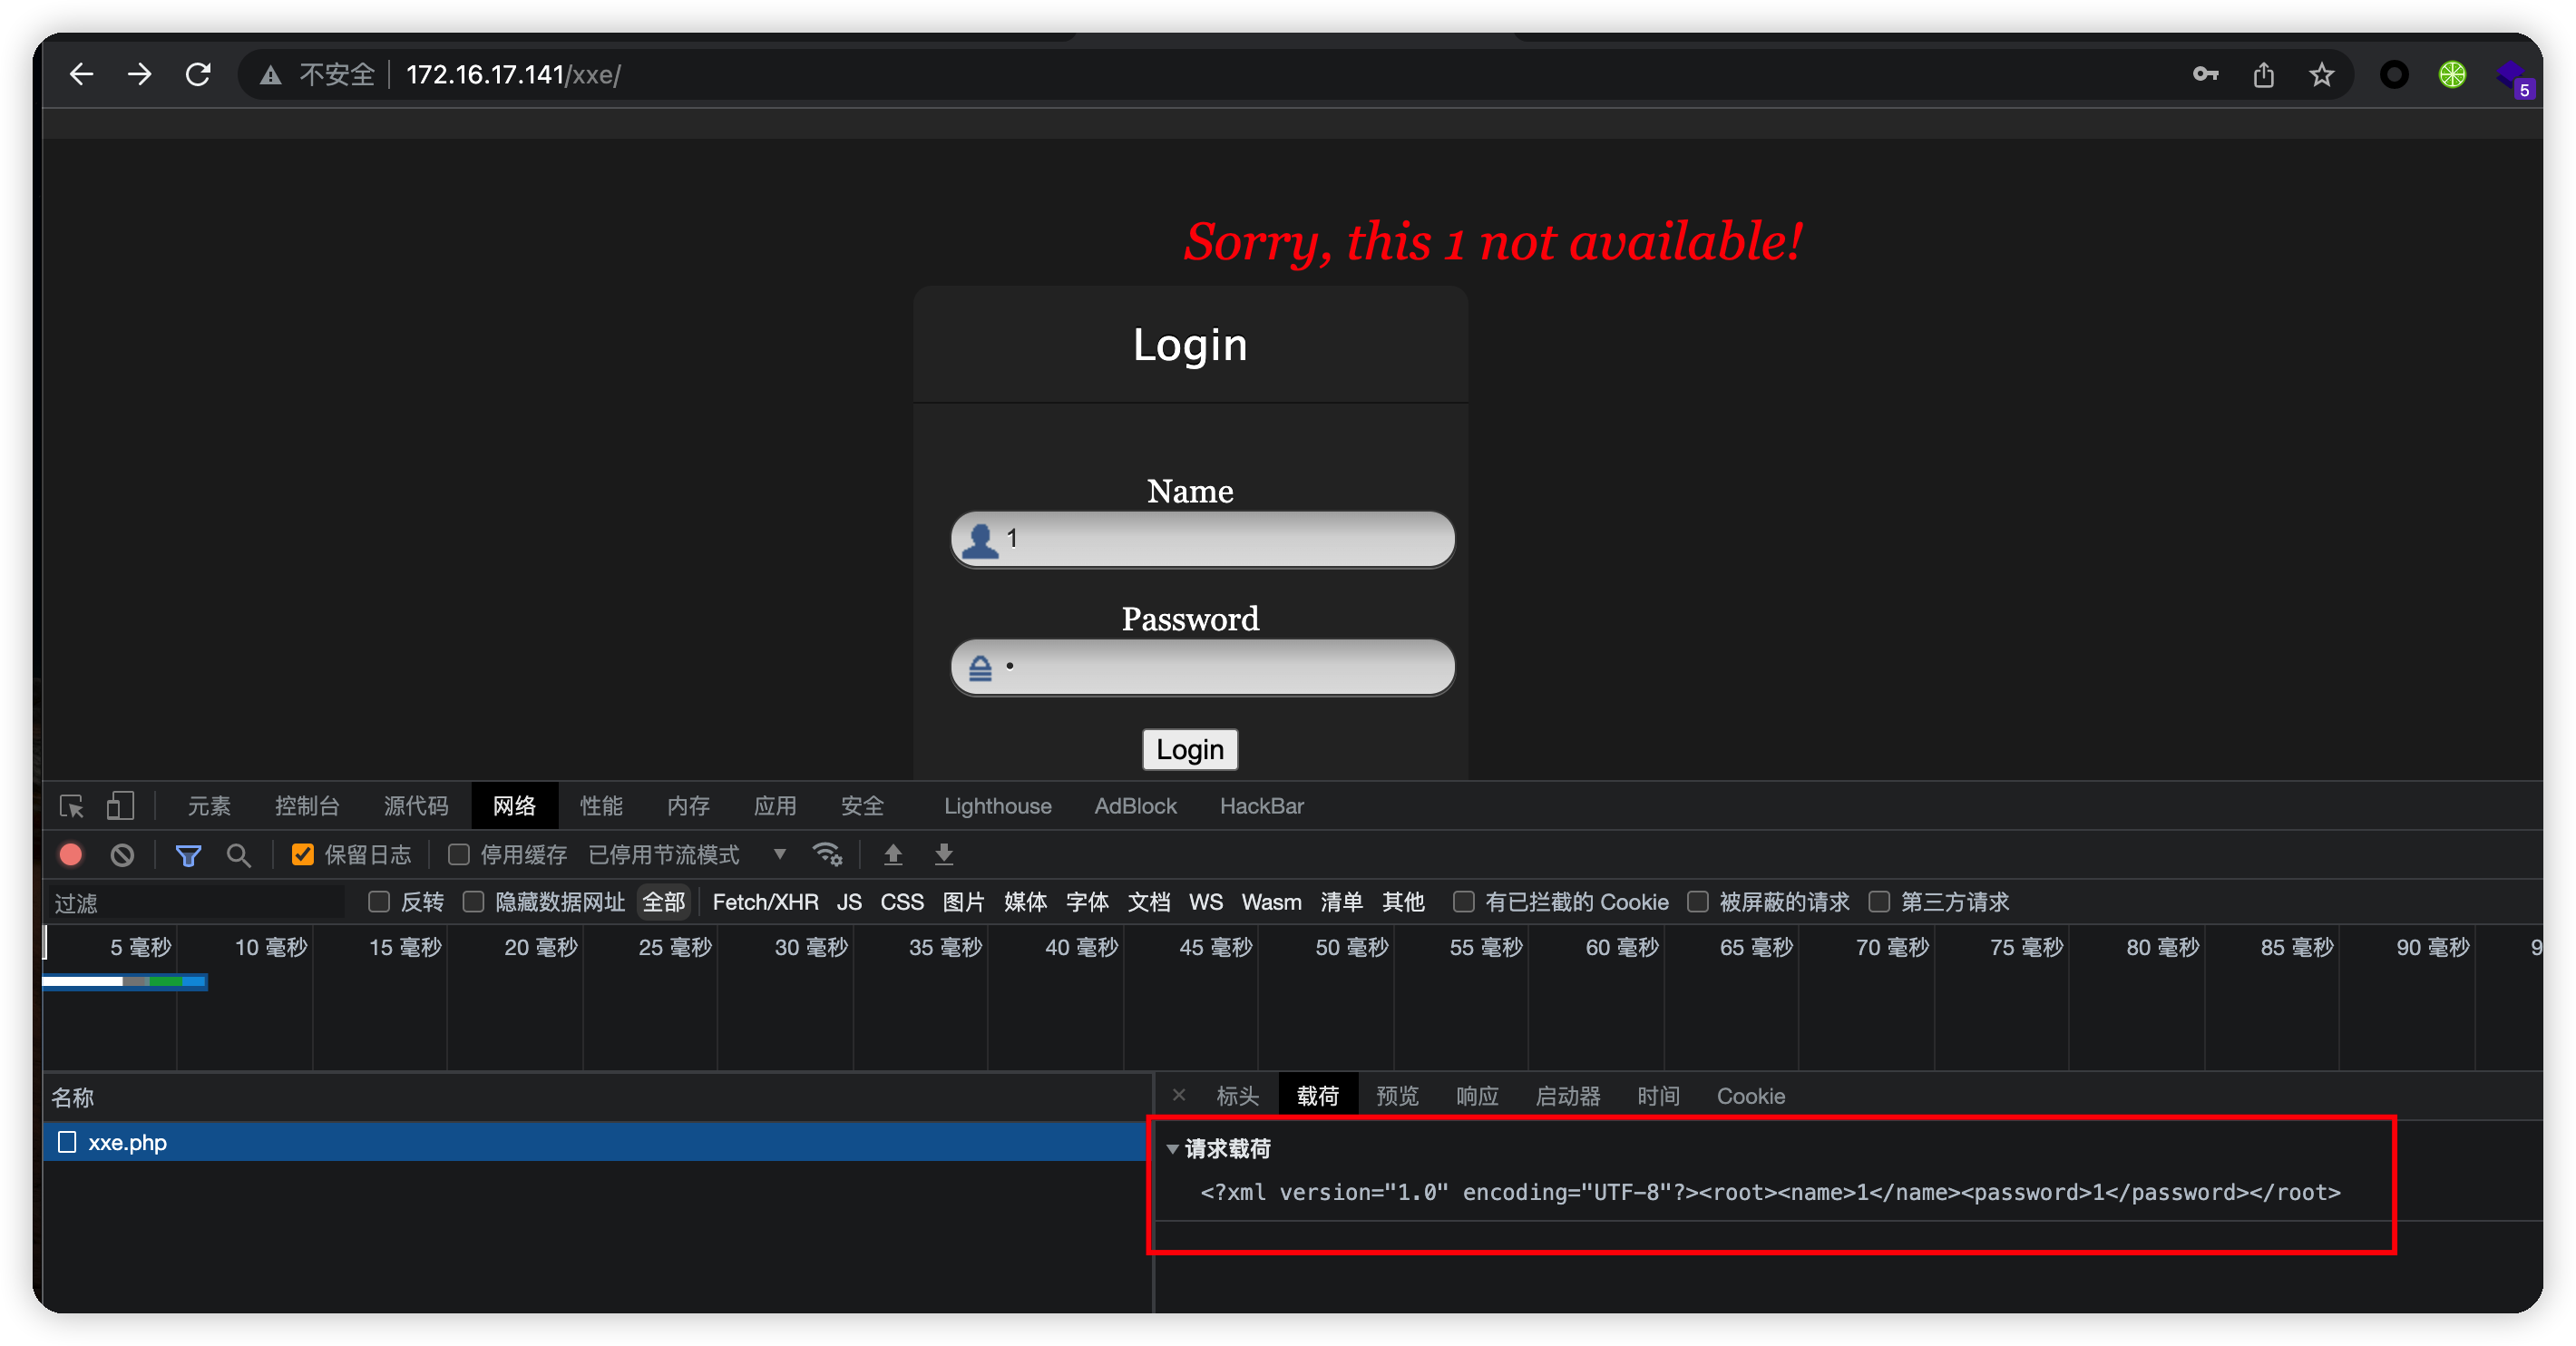 不安全 172.16.17.141/xxe/
5
Sorry, this 1 not available!
Login
Name
1
Password
•
Login
元素 控制台 源代码 网络 性能 内存 应用 安全 Lighthouse AdBlock HackBar
保留日志 停用缓存 已停用节流模式
过滤 反转 隐藏数据网址 全部 Fetch/XHR JS CSS 图片 媒体 字体 文档 WS Wasm 清单 其他 有已拦截的 Cookie 被屏蔽的请求 第三方请求
5 毫秒 10 毫秒 15 毫秒 20 毫秒 25 毫秒 30 毫秒 35 毫秒 40 毫秒 45 毫秒 50 毫秒 55 毫秒 60 毫秒 65 毫秒 70 毫秒 75 毫秒 80 毫秒 85 毫秒 90 毫秒 9
名称
xxe.php
标头 载荷 预览 响应 启动器 时间 Cookie
请求载荷
<?xml version="1.0" encoding="UTF-8"?><root><name>1</name><password>1</password></root>